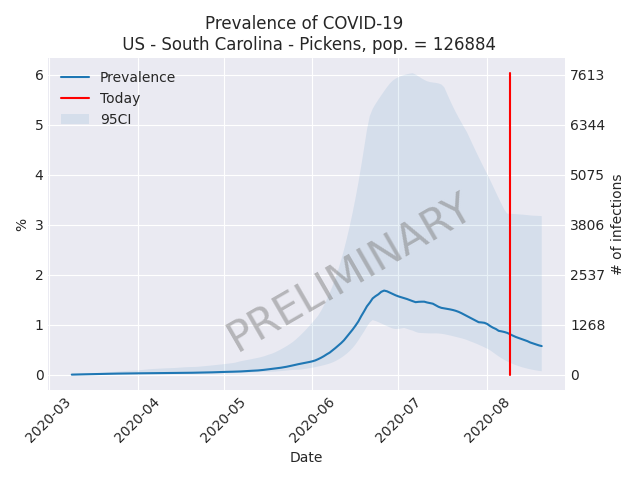 Prevalence of COVID-19
US - South Carolina - Pickens, pop. = 126884
Prevalence
Today
95CI
PRELIMINARY
6
5
4
3
2
1
0
%
7613
6344
5075
3806
2537
1268
0
# of infections
2020-03
2020-04
2020-05
2020-06
2020-07
2020-08
Date